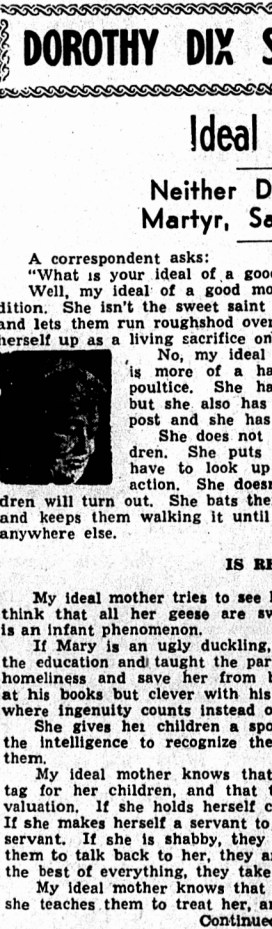 DOROTHY DIX S
Ideal
Neither D
Martyr, Sa
A correspondent asks:
"What is your ideal of a good
Well, my ideal of a good mo
dition. She isn't the sweet saint
and lets them run roughshod over
herself up as a living sacrifice on
No, my ideal
is more of a ha
poultice. She ha
but she also has
post and she has
She does not
dren. She puts
have to look up
action. She doesn
dren will turn out. She bats the
and keeps them walking it until
anywhere else.
IS RE
My ideal mother tries to see h
think that all her geese are sw
is an infant phenomenon.
If Mary is an ugly duckling,
the education and taught the par
homeliness and save her from b
at his books but clever with his
where ingenuity counts instead o
She gives her children a spo
the intelligence to recognize the
them.
My ideal mother knows that
tag for her children, and that t
valuation. If she holds herself c
If she makes herself a servant to
servant. If she is shabby, they
them to talk back to her, they a
the best of everything, they take
My ideal mother knows that
she teaches them to treat her, a
Continue